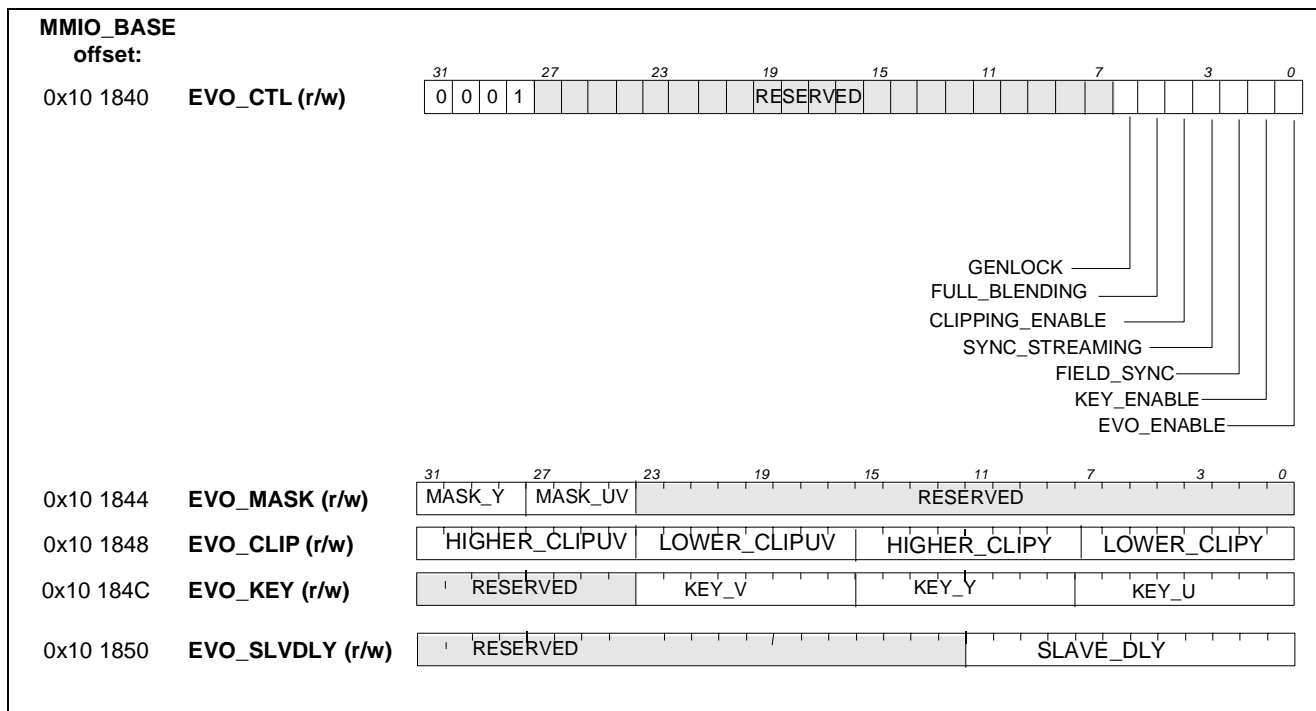 MMIO_BASE
offset:
31 27 23 19 15 11 7 3 0
0x10 1840 EVO_CTL (r/w) 0 0 0 1 RESERVED
GENLOCK
FULL_BLENDING
CLIPPING_ENABLE
SYNC_STREAMING
FIELD_SYNC
KEY_ENABLE
EVO_ENABLE
31 27 23 19 15 11 7 3 0
0x10 1844 EVO_MASK (r/w) MASK_Y MASK_UV RESERVED
0x10 1848 EVO_CLIP (r/w) HIGHER_CLIPUV LOWER_CLIPUV HIGHER_CLIPY LOWER_CLIPY
0x10 184C EVO_KEY (r/w) RESERVED KEY_V KEY_Y KEY_U
0x10 1850 EVO_SLVDLY (r/w) RESERVED SLAVE_DLY